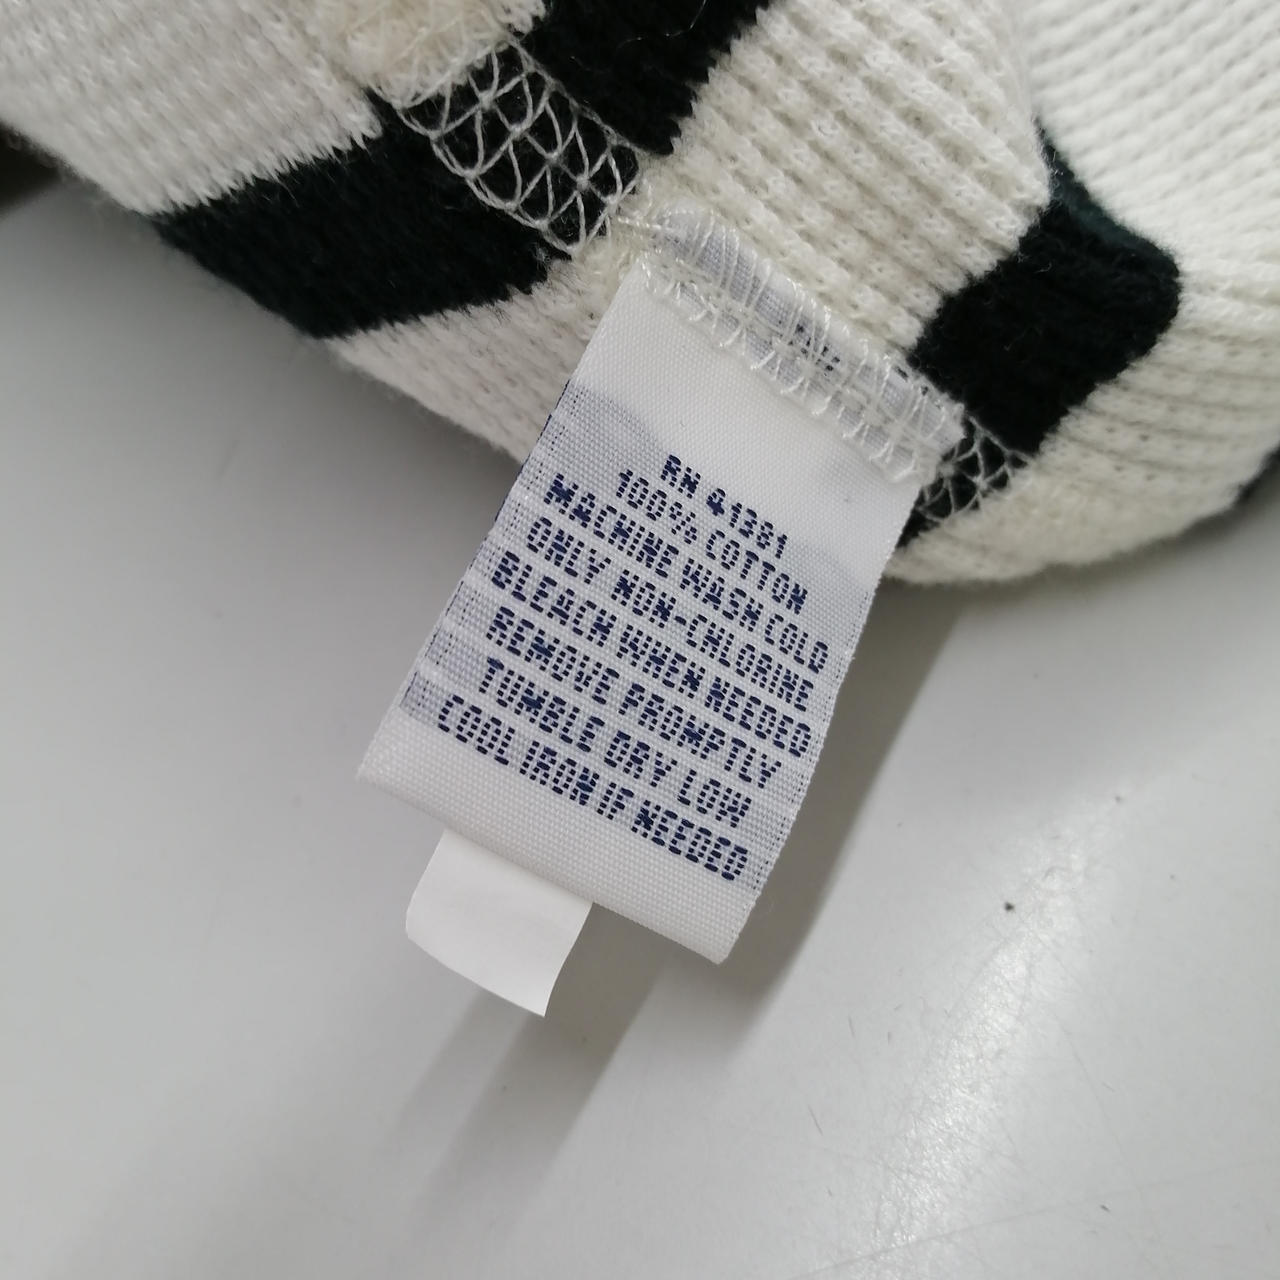 RN 41381
100% COTTON
MACHINE WASH COLD
ONLY NON-CHLORINE
BLEACH WHEN NEEDED
REMOVE PROMPTLY
TUMBLE DRY LOW
COOL IRON IF NEEDED